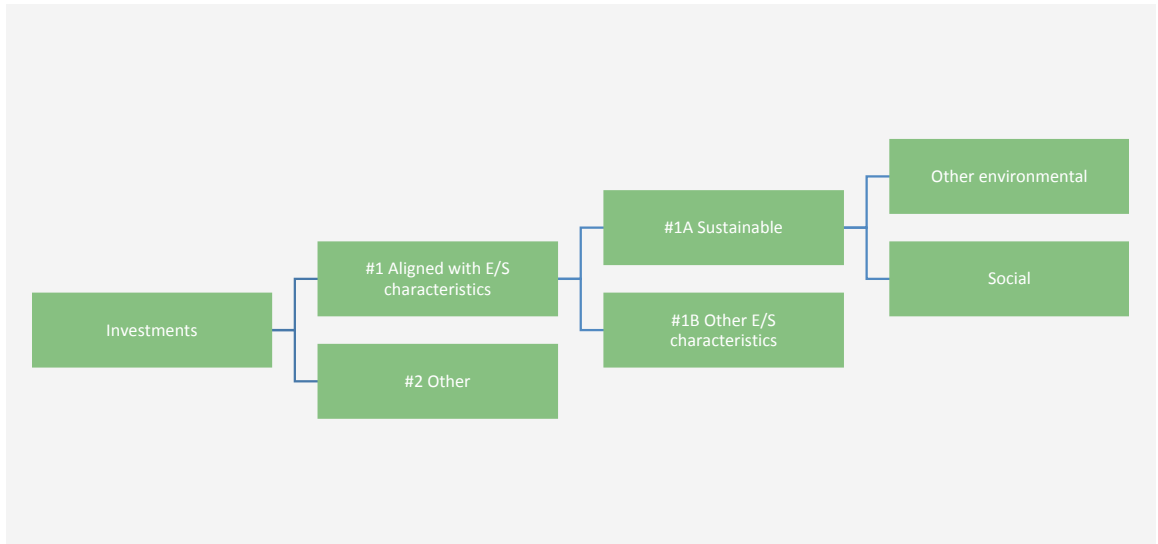 Investments
#1 Aligned with E/S
characteristics
#2 Other
#1A Sustainable
#1B Other E/S
characteristics
Other environmental
Social